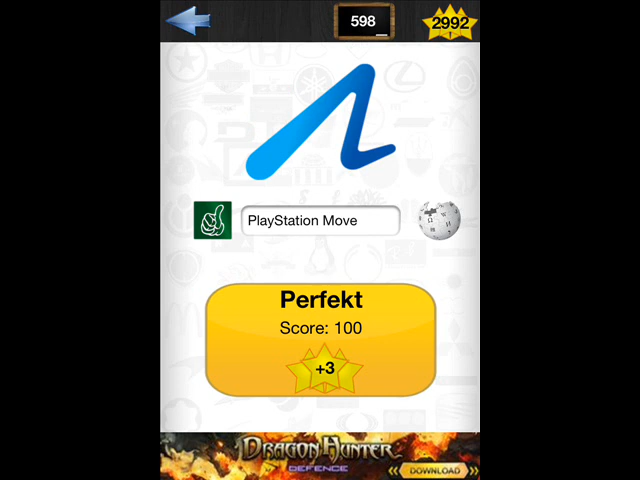 598
2992
PlayStation Move
Perfekt
Score: 100
+3
DRAGON HUNTER
DEFENCE
DOWNLOAD